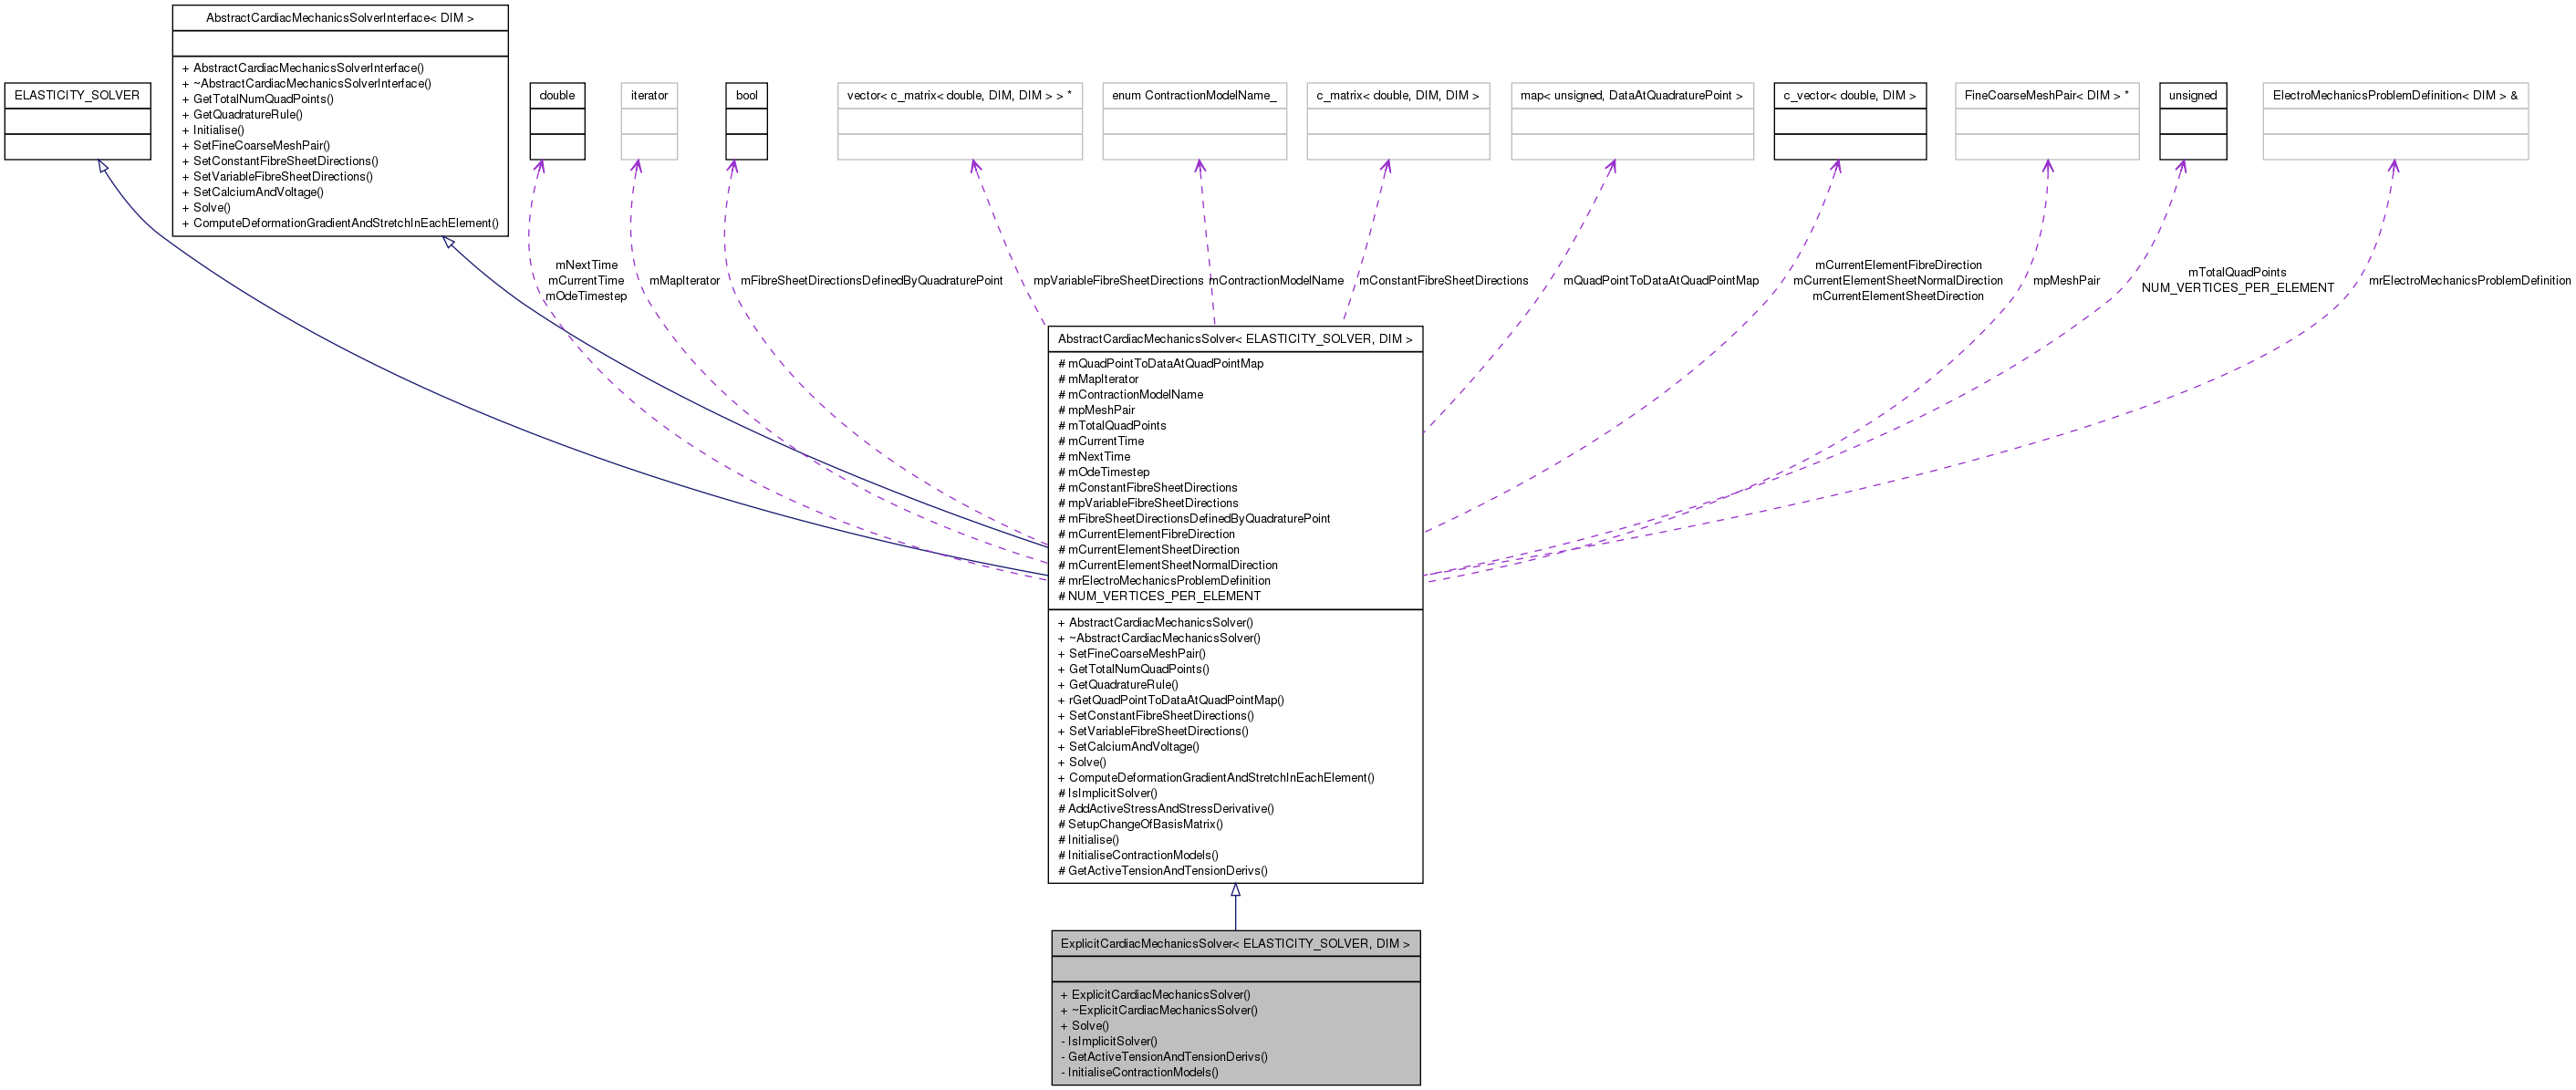 AbstractCardiacMechanicsSolverInterface< DIM >
+ AbstractCardiacMechanicsSolverInterface()
+ ~AbstractCardiacMechanicsSolverInterface()
+ GetTotalNumQuadPoints()
+ GetQuadratureRule()
+ Initialise()
+ SetFineCoarseMeshPair()
+ SetConstantFibreSheetDirections()
+ SetVariableFibreSheetDirections()
+ SetCalciumAndVoltage()
+ Solve()
+ ComputeDeformationGradientAndStretchInEachElement()
ELASTICITY_SOLVER
double
iterator
bool
vector< c_matrix< double, DIM, DIM > > *
enum ContractionModelName_
c_matrix< double, DIM, DIM >
map< unsigned, DataAtQuadraturePoint >
c_vector< double, DIM >
FineCoarseMeshPair< DIM > *
unsigned
ElectroMechanicsProblemDefinition< DIM > &
mNextTime
mCurrentTime
mOdeTimestep
mMapIterator
mFibreSheetDirectionsDefinedByQuadraturePoint
mpVariableFibreSheetDirections
mContractionModelName
mConstantFibreSheetDirections
mQuadPointToDataAtQuadPointMap
mCurrentElementFibreDirection
mCurrentElementSheetNormalDirection
mCurrentElementSheetDirection
mpMeshPair
mTotalQuadPoints
NUM_VERTICES_PER_ELEMENT
mrElectroMechanicsProblemDefinition
AbstractCardiacMechanicsSolver< ELASTICITY_SOLVER, DIM >
# mQuadPointToDataAtQuadPointMap
# mMapIterator
# mContractionModelName
# mpMeshPair
# mTotalQuadPoints
# mCurrentTime
# mNextTime
# mOdeTimestep
# mConstantFibreSheetDirections
# mpVariableFibreSheetDirections
# mFibreSheetDirectionsDefinedByQuadraturePoint
# mCurrentElementFibreDirection
# mCurrentElementSheetDirection
# mCurrentElementSheetNormalDirection
# mrElectroMechanicsProblemDefinition
# NUM_VERTICES_PER_ELEMENT
+ AbstractCardiacMechanicsSolver()
+ ~AbstractCardiacMechanicsSolver()
+ SetFineCoarseMeshPair()
+ GetTotalNumQuadPoints()
+ GetQuadratureRule()
+ rGetQuadPointToDataAtQuadPointMap()
+ SetConstantFibreSheetDirections()
+ SetVariableFibreSheetDirections()
+ SetCalciumAndVoltage()
+ Solve()
+ ComputeDeformationGradientAndStretchInEachElement()
# IsImplicitSolver()
# AddActiveStressAndStressDerivative()
# SetupChangeOfBasisMatrix()
# Initialise()
# InitialiseContractionModels()
# GetActiveTensionAndTensionDerivs()
ExplicitCardiacMechanicsSolver< ELASTICITY_SOLVER, DIM >
+ ExplicitCardiacMechanicsSolver()
+ ~ExplicitCardiacMechanicsSolver()
+ Solve()
- IsImplicitSolver()
- GetActiveTensionAndTensionDerivs()
- InitialiseContractionModels()